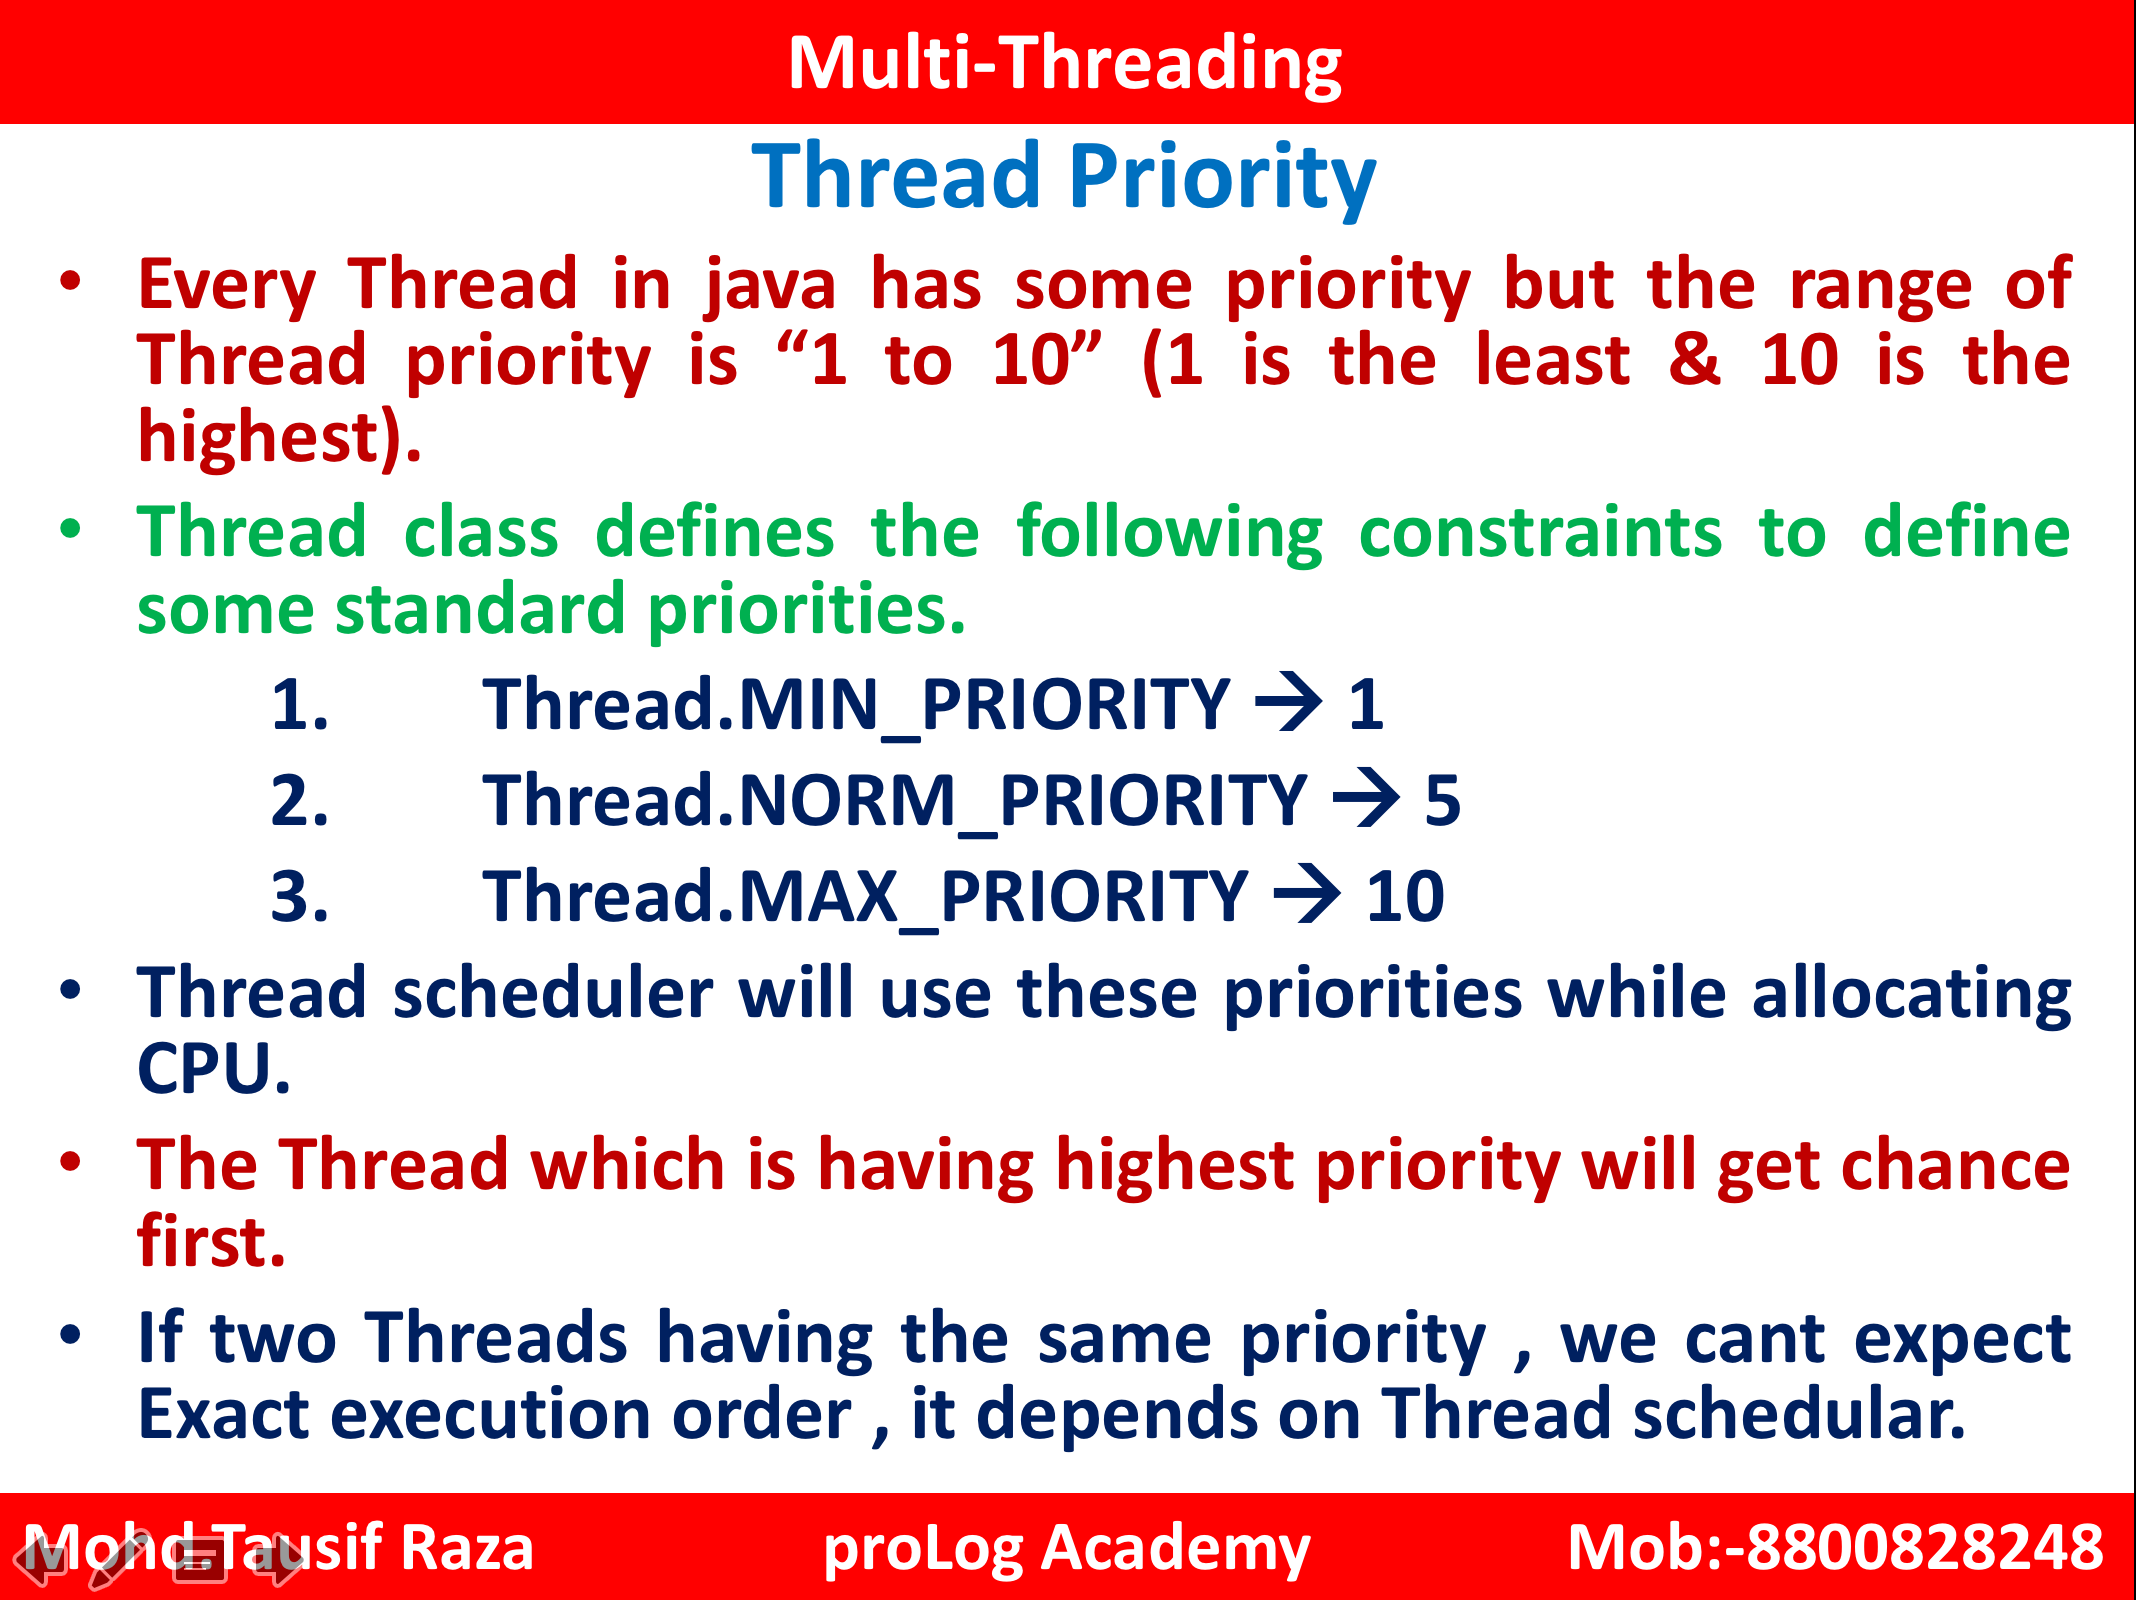 Multi-Threading
Thread Priority
• Every Thread in java has some priority but the range of
Thread priority is “1 to 10” (1 is the least & 10 is the
highest).
• Thread class defines the following constraints to define
some standard priorities.
1. Thread.MIN_PRIORITY → 1
2. Thread.NORM_PRIORITY → 5
3. Thread.MAX_PRIORITY → 10
• Thread scheduler will use these priorities while allocating
CPU.
• The Thread which is having highest priority will get chance
first.
• If two Threads having the same priority , we cant expect
Exact execution order , it depends on Thread schedular.
Mohd.Tausif Raza proLog Academy Mob:-8800828248